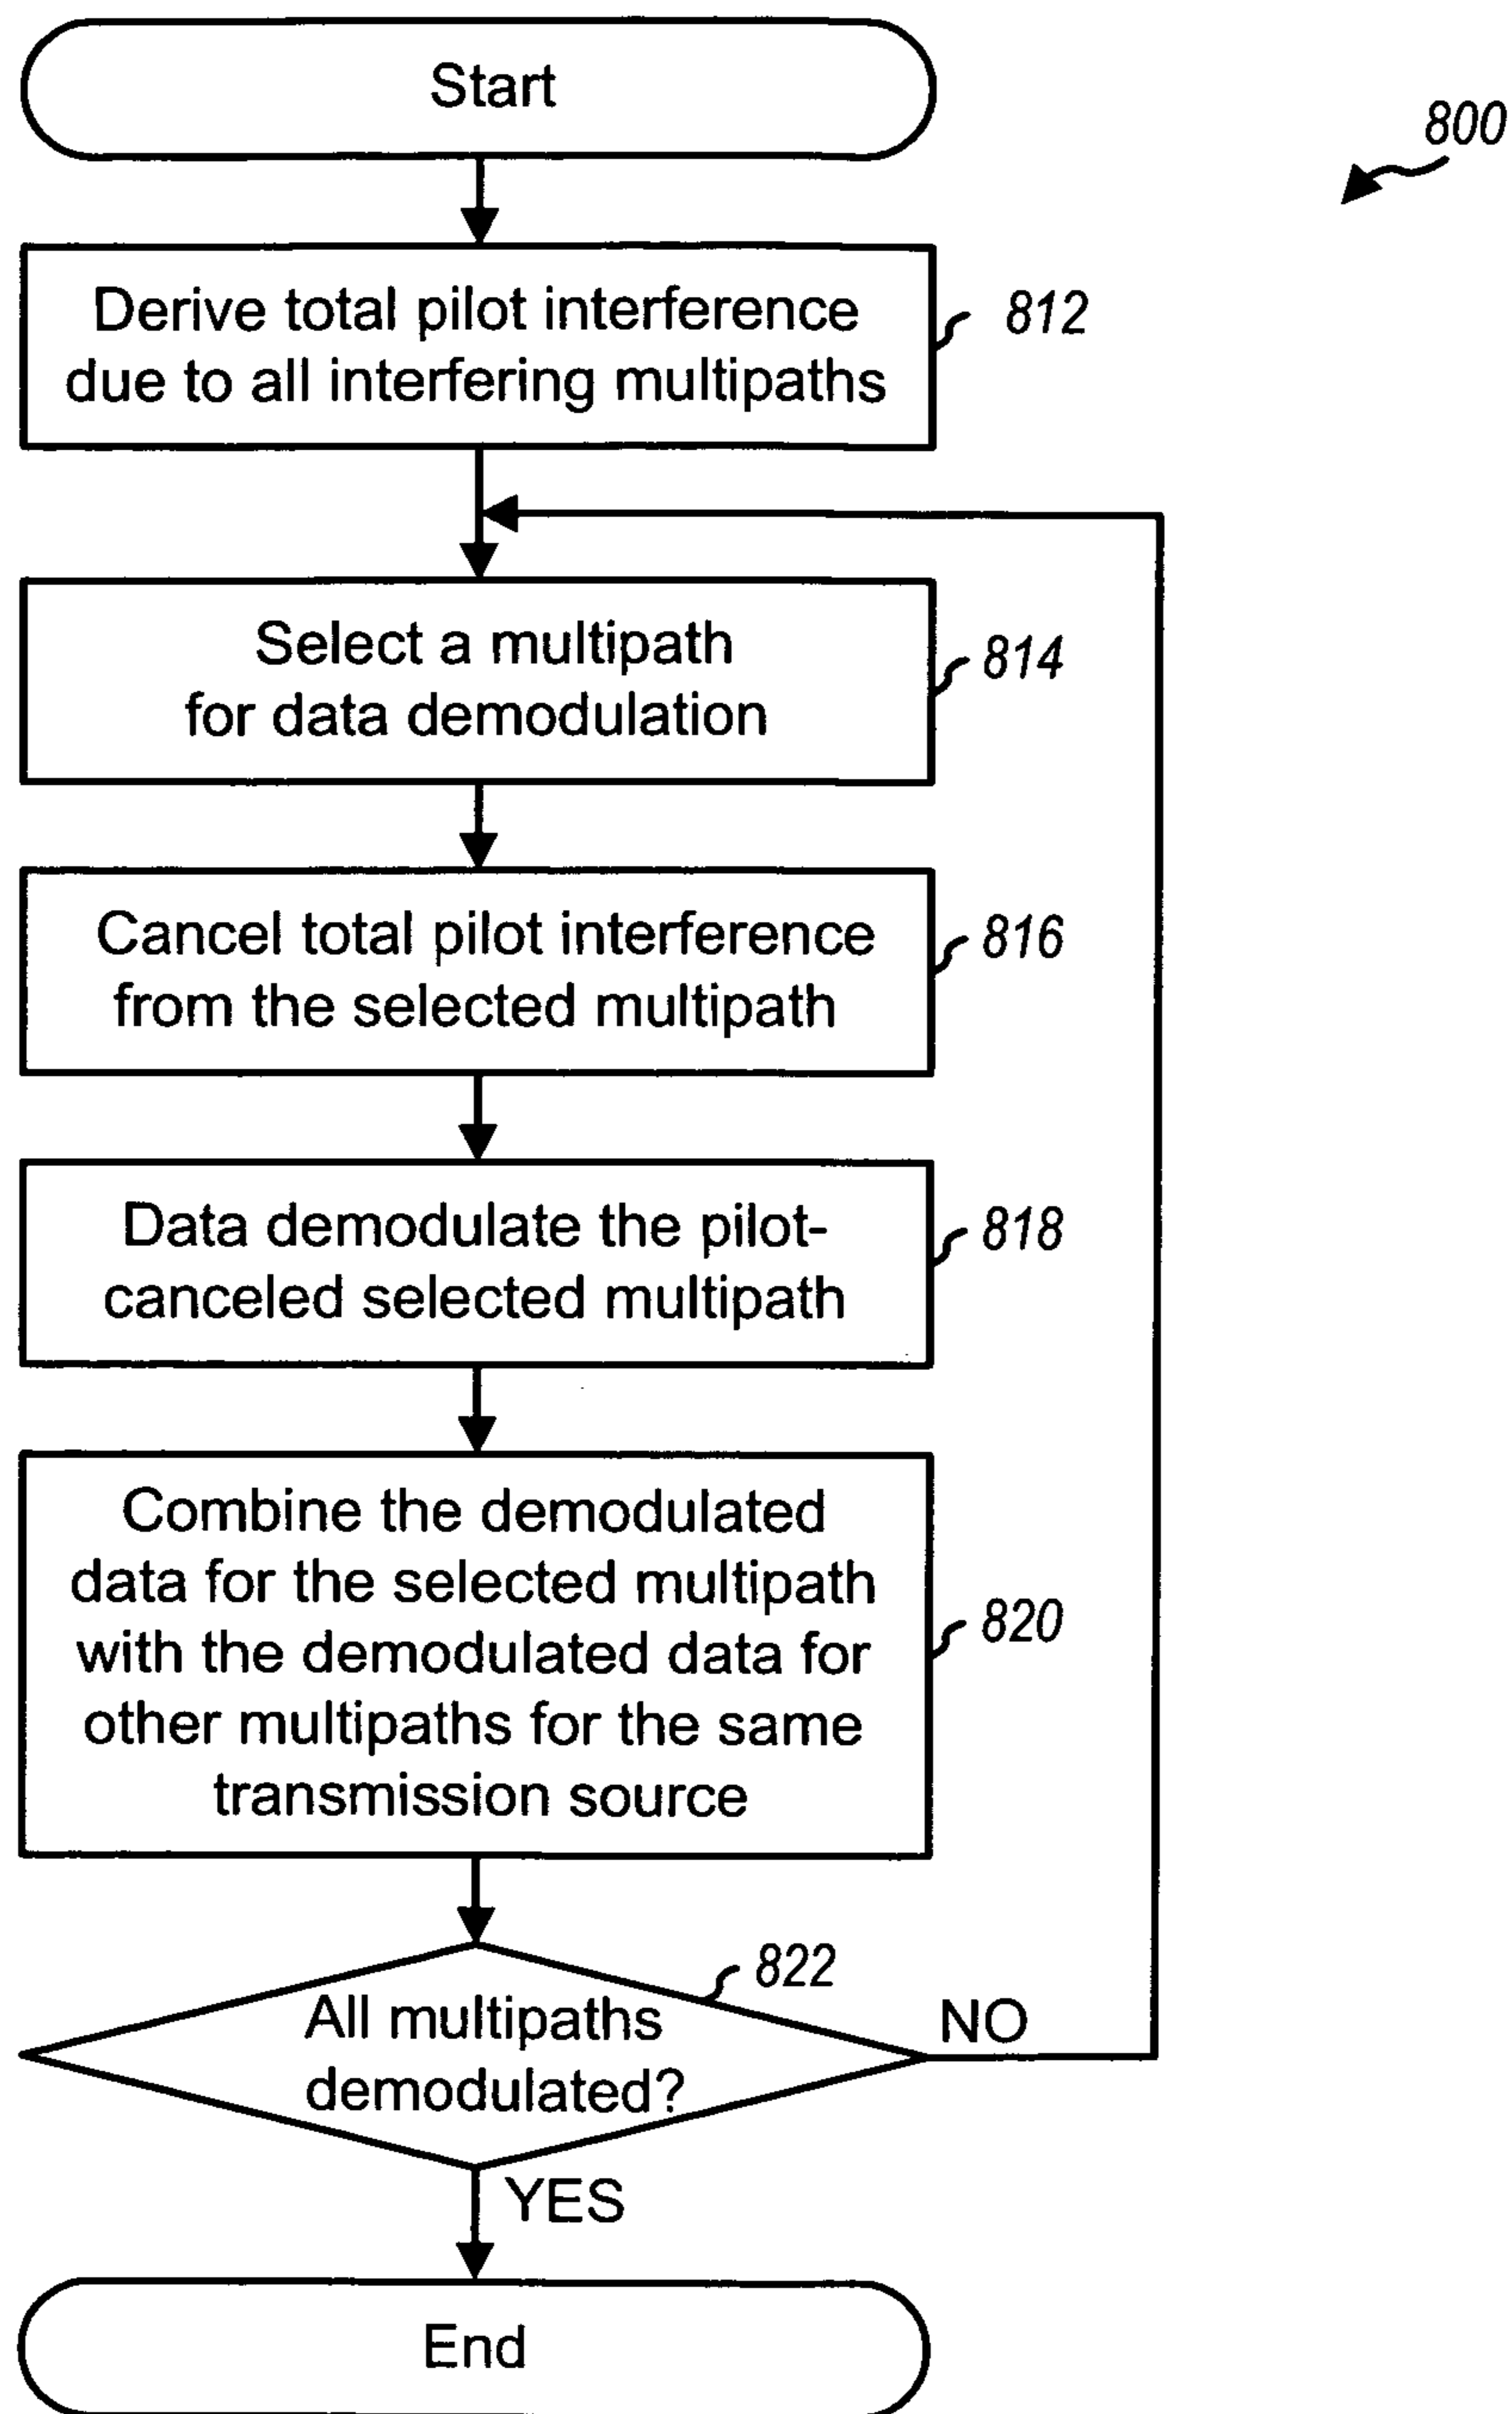 Start
800
Derive total pilot interference
due to all interfering multipaths
812
Select a multipath
for data demodulation
814
Cancel total pilot interference
from the selected multipath
816
Data demodulate the pilot-
canceled selected multipath
818
Combine the demodulated
data for the selected multipath
with the demodulated data for
other multipaths for the same
transmission source
820
822
All multipaths
demodulated?
NO
YES
End